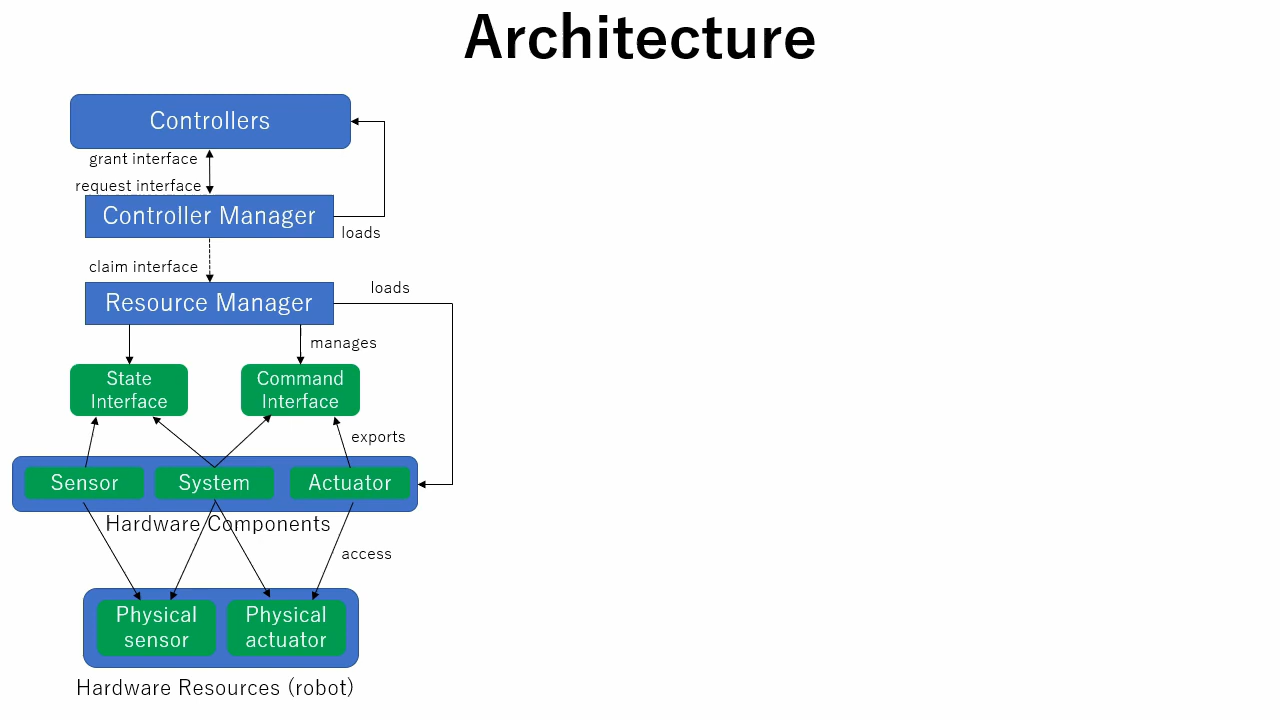 Architecture
Controllers
grant interface
request interface
Controller Manager
loads
claim interface
Resource Manager
loads
manages
State
Interface
Command
Interface
exports
Sensor
System
Actuator
Hardware Components
access
Physical
sensor
Physical
actuator
Hardware Resources (robot)